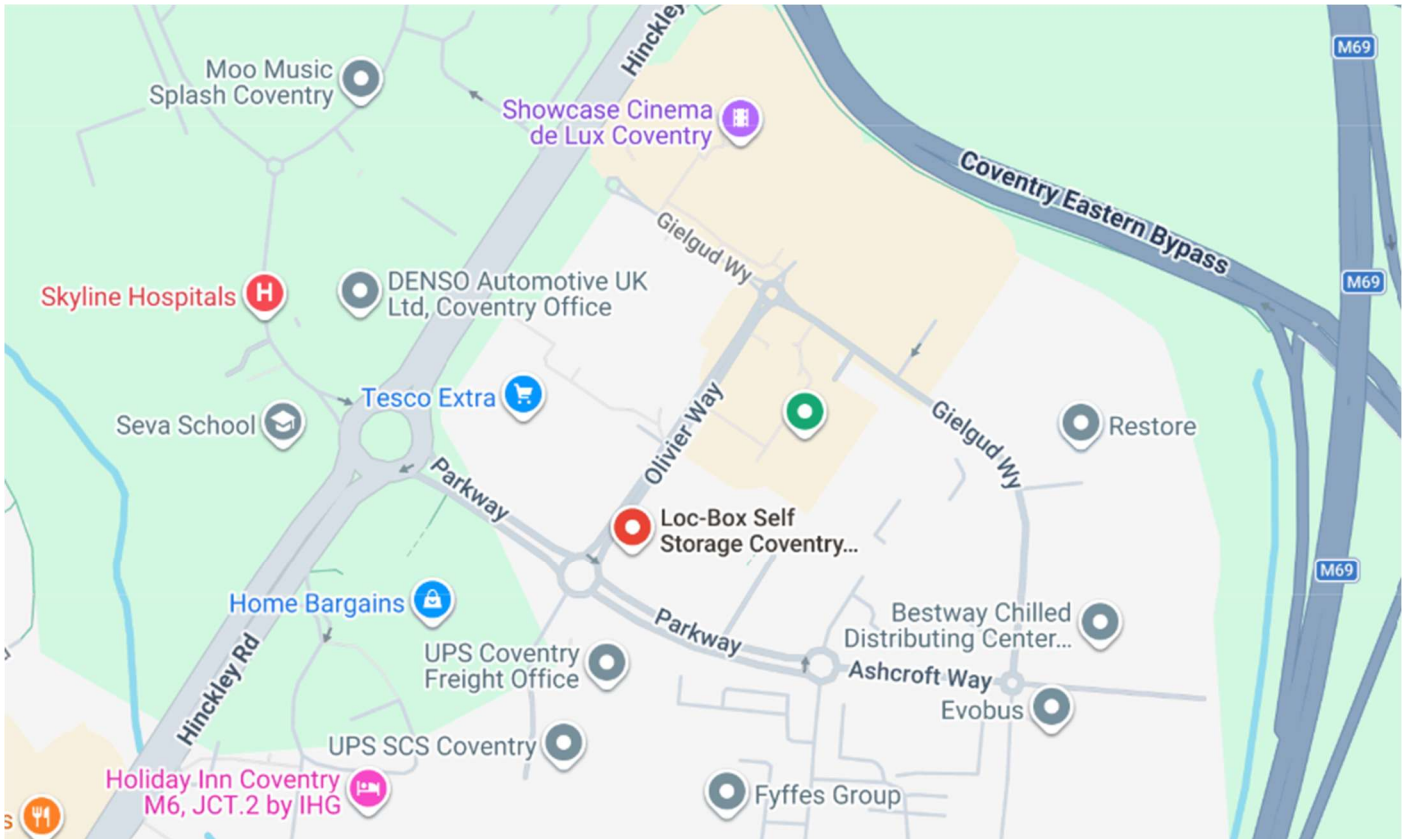 Hinckley
M69
Moo Music
Splash Coventry
Showcase Cinema
de Lux Coventry
Coventry Eastern Bypass
Gielgud Wy
M69
Skyline Hospitals
H
DENSO Automotive UK
Ltd, Coventry Office
Tesco Extra
Olivier Way
Gielgud Wy
Seva School
Restore
Parkway
Loc-Box Self
Storage Coventry...
M69
Home Bargains
Parkway
Bestway Chilled
Distributing Center...
UPS Coventry
Freight Office
Ashcroft Way
Hinckley Rd
Evobus
UPS SCS Coventry
Holiday Inn Coventry
M6, JCT.2 by IHG
Fyffes Group
s